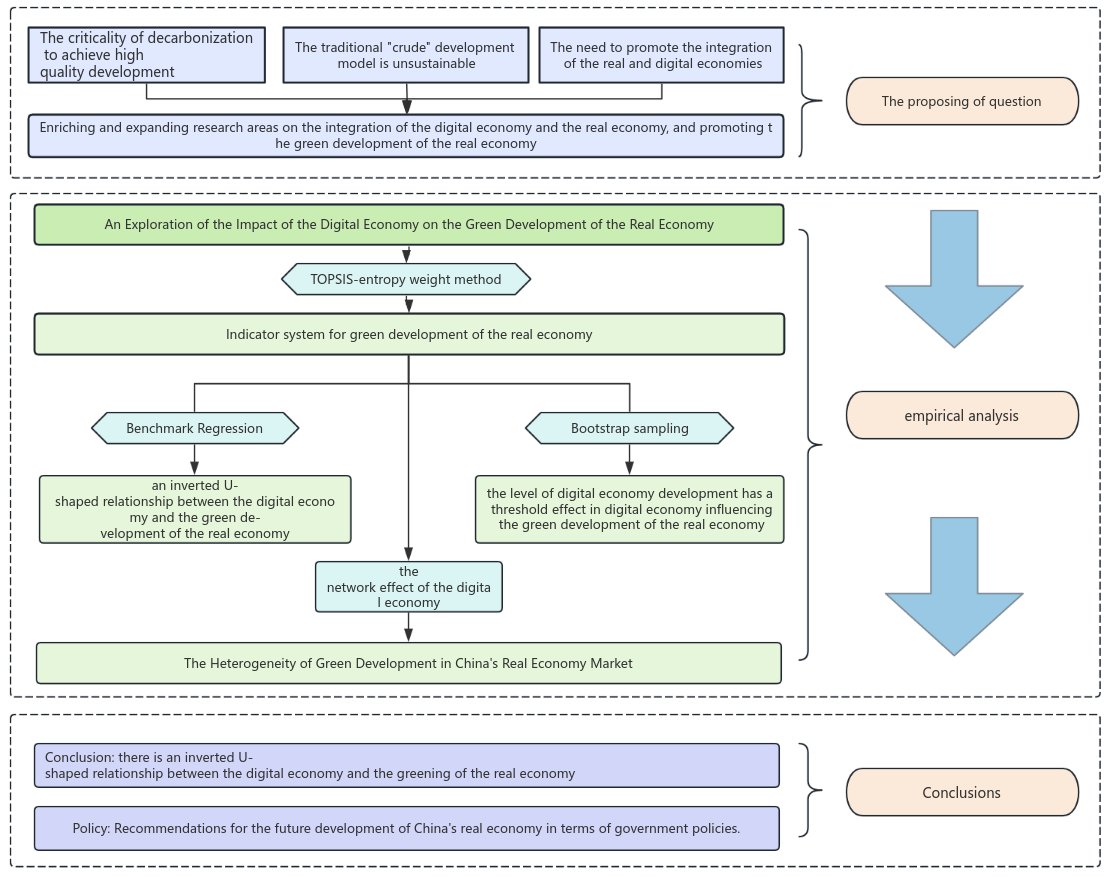 The criticality of decarbonization
to achieve high
quality development
The traditional "crude" development
model is unsustainable
The need to promote the integration
of the real and digital economies
Enriching and expanding research areas on the integration of the digital economy and the real economy, and promoting t
he green development of the real economy
The proposing of question
An Exploration of the Impact of the Digital Economy on the Green Development of the Real Economy
TOPSIS-entropy weight method
Indicator system for green development of the real economy
Benchmark Regression
Bootstrap sampling
an inverted U-
shaped relationship between the digital econo
my and the green de-
velopment of the real economy
the level of digital economy development has a
threshold effect in digital economy influencing
the green development of the real economy
the
network effect of the digita
l economy
The Heterogeneity of Green Development in China's Real Economy Market
empirical analysis
Conclusion: there is an inverted U-
shaped relationship between the digital economy and the greening of the real economy
Policy: Recommendations for the future development of China's real economy in terms of government policies.
Conclusions